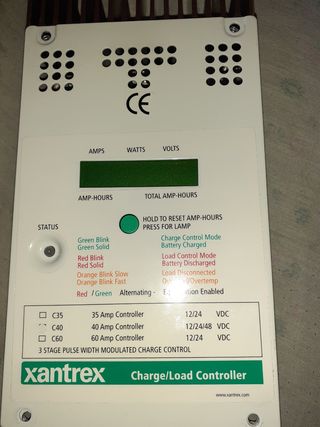 CE
AMPS WATTS VOLTS
AMP-HOURS TOTAL AMP-HOURS
STATUS
HOLD TO RESET AMP-HOURS
PRESS FOR LAMP
Green Blink Charge Control Mode
Green Solid Battery Charged
Red Blink Load Control Mode
Red Solid Battery Discharged
Orange Blink Slow Load Disconnected
Orange Blink Fast
Red / Green Alternating - Enabled
C35 35 Amp Controller 12/24 VDC
C40 40 Amp Controller 12/24/48 VDC
C60 60 Amp Controller 12/24 VDC
3 STAGE PULSE WIDTH MODULATED CHARGE CONTROL
xantrex Charge/Load Controller
www.xantrex.com